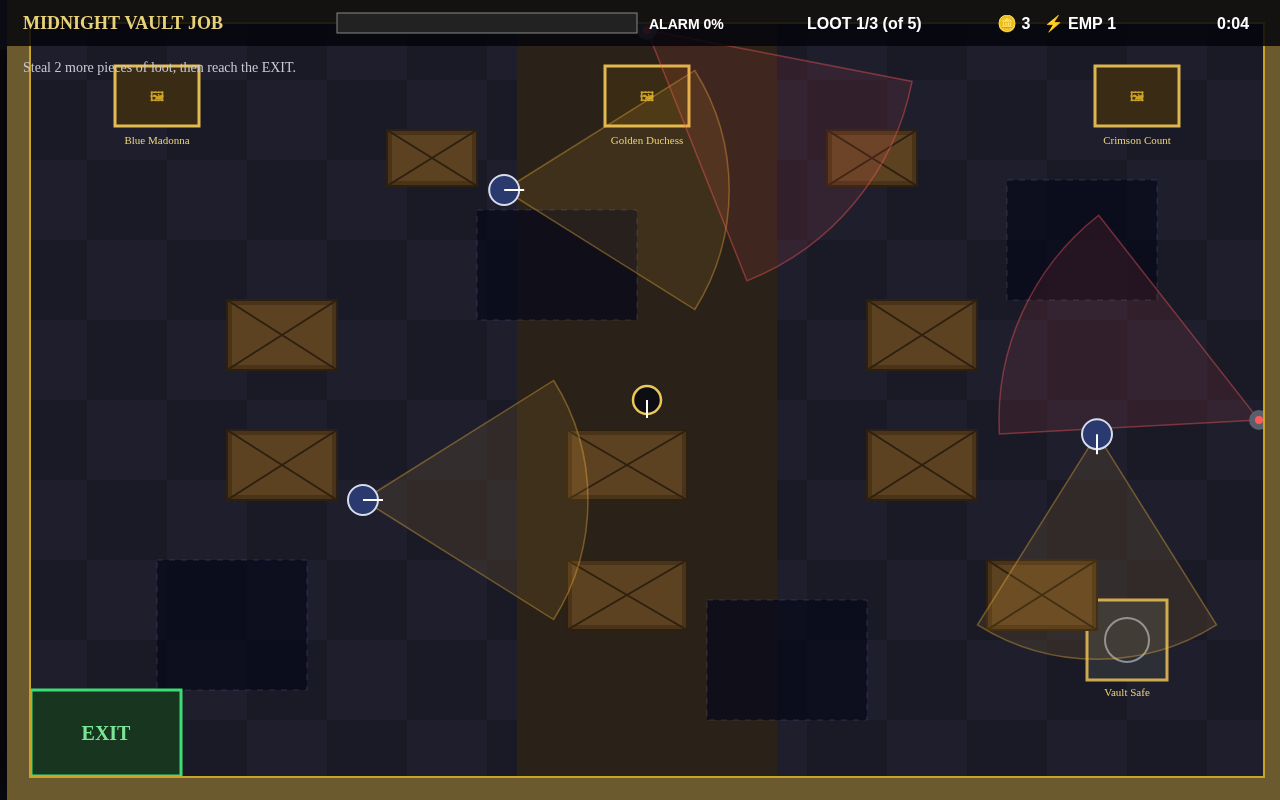 MIDNIGHT VAULT JOB
ALARM 0%
LOOT 1/3 (of 5)
🪙 3
⚡ EMP 1
0:04
Steal 2 more pieces of loot, then reach the EXIT.
Blue Madonna
Golden Duchess
Crimson Count
Vault Safe
EXIT